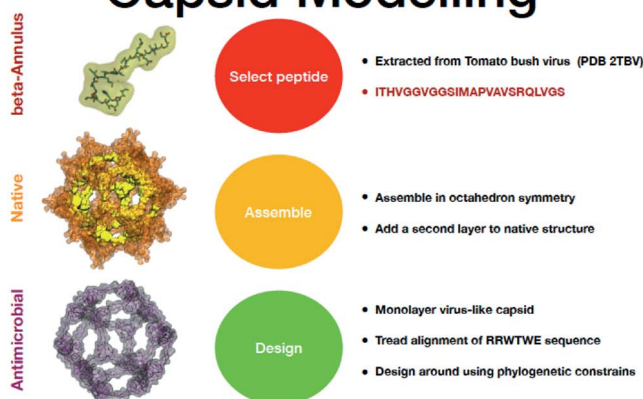 Capsid Modelling
beta-Annulus
Select peptide
• Extracted from Tomato bush virus (PDB 2TBV)
• ITHVGGVGGSIMAPVAVSRQLVGS
Native
Assemble
• Assemble in octahedron symmetry
• Add a second layer to native structure
Antimicrobial
Design
• Monolayer virus-like capsid
• Tread alignment of RRWTWE sequence
• Design around using phylogenetic constrains